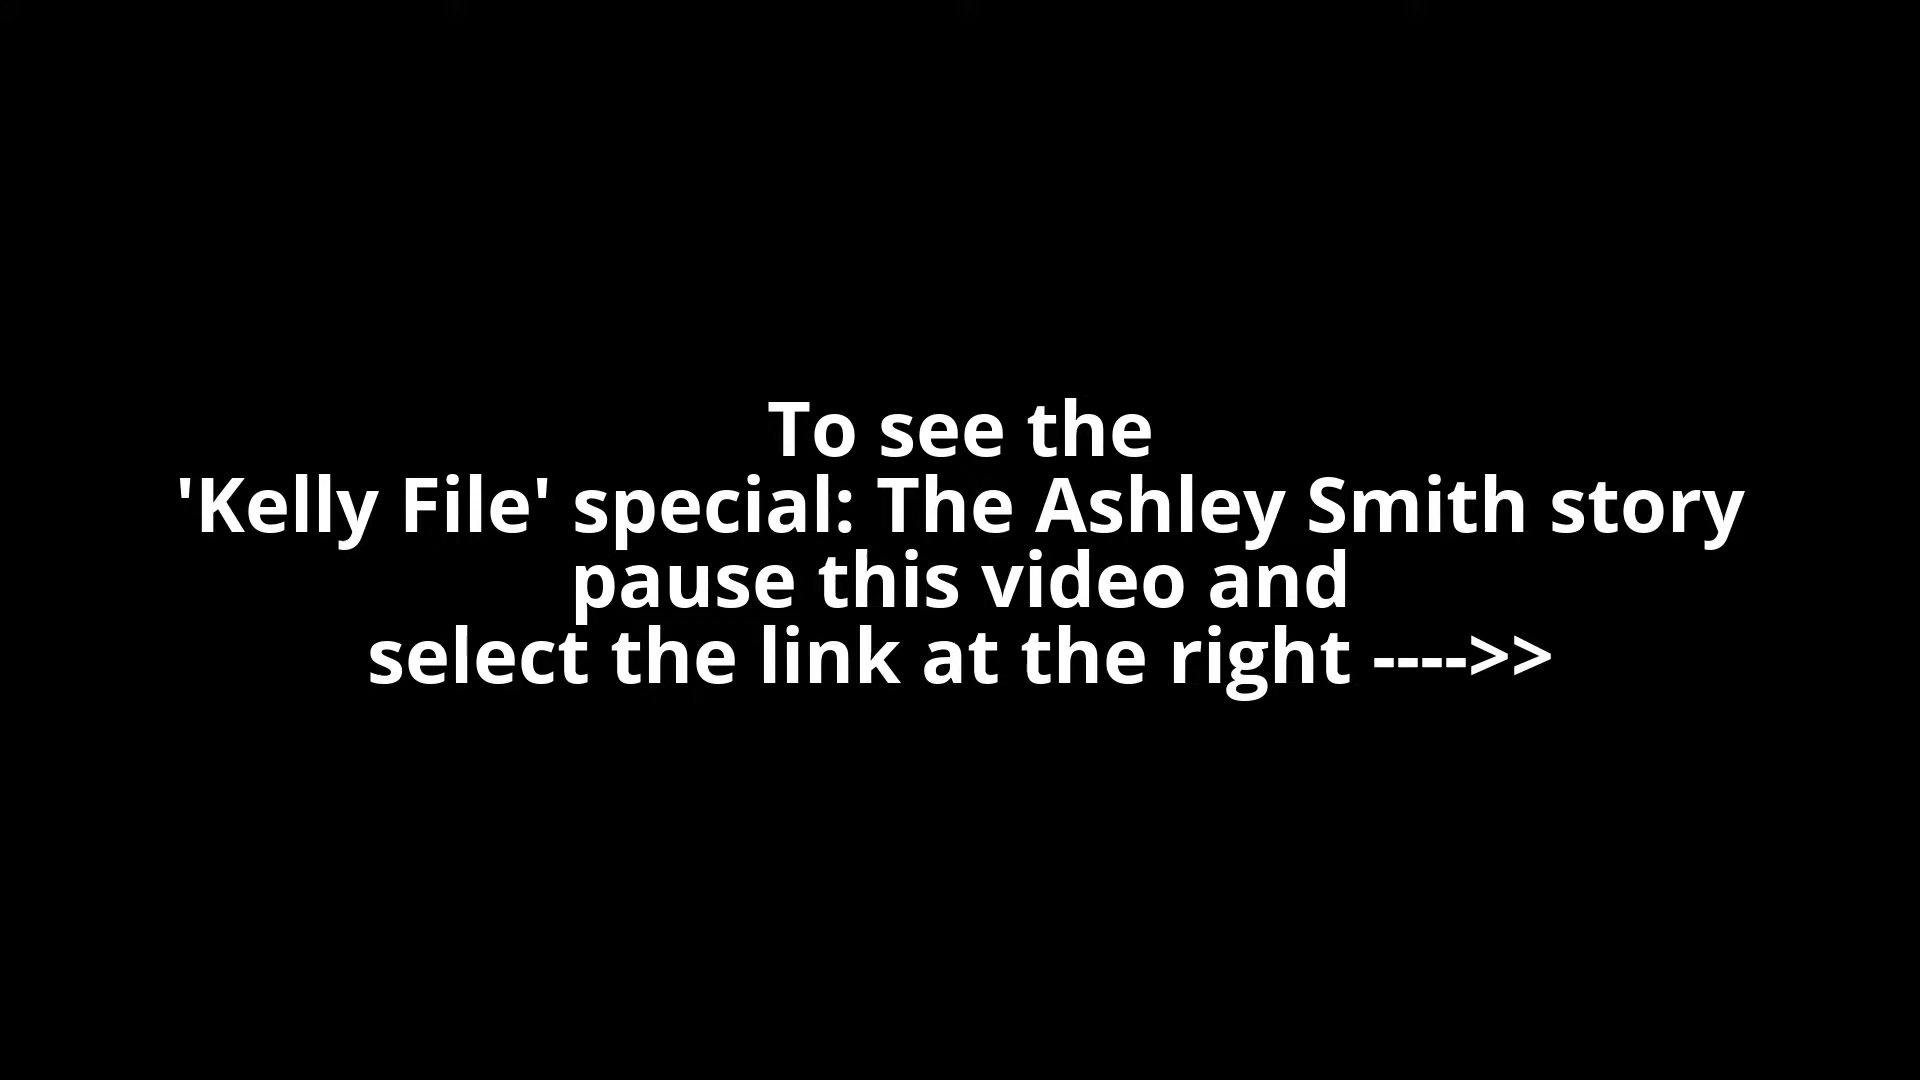 To see the
'Kelly File' special: The Ashley Smith story
pause this video and
select the link at the right ---->>